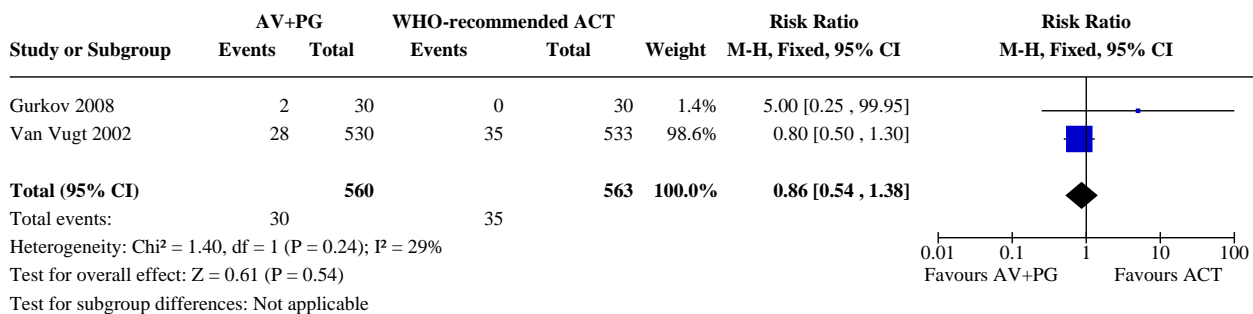 AV+PG WHO-recommended ACT Risk Ratio Risk Ratio
Study or Subgroup Events Total Events Total Weight M-H, Fixed, 95% CI M-H, Fixed, 95% CI
Gurkov 2008 2 30 0 30 1.4% 5.00 [0.25 , 99.95]
Van Vugt 2002 28 530 35 533 98.6% 0.80 [0.50 , 1.30]
Total (95% CI) 560 563 100.0% 0.86 [0.54 , 1.38]
Total events: 30 35
Heterogeneity: Chi² = 1.40, df = 1 (P = 0.24); I² = 29%
Test for overall effect: Z = 0.61 (P = 0.54)
Test for subgroup differences: Not applicable
0.01 0.1 1 10 100
Favours AV+PG Favours ACT